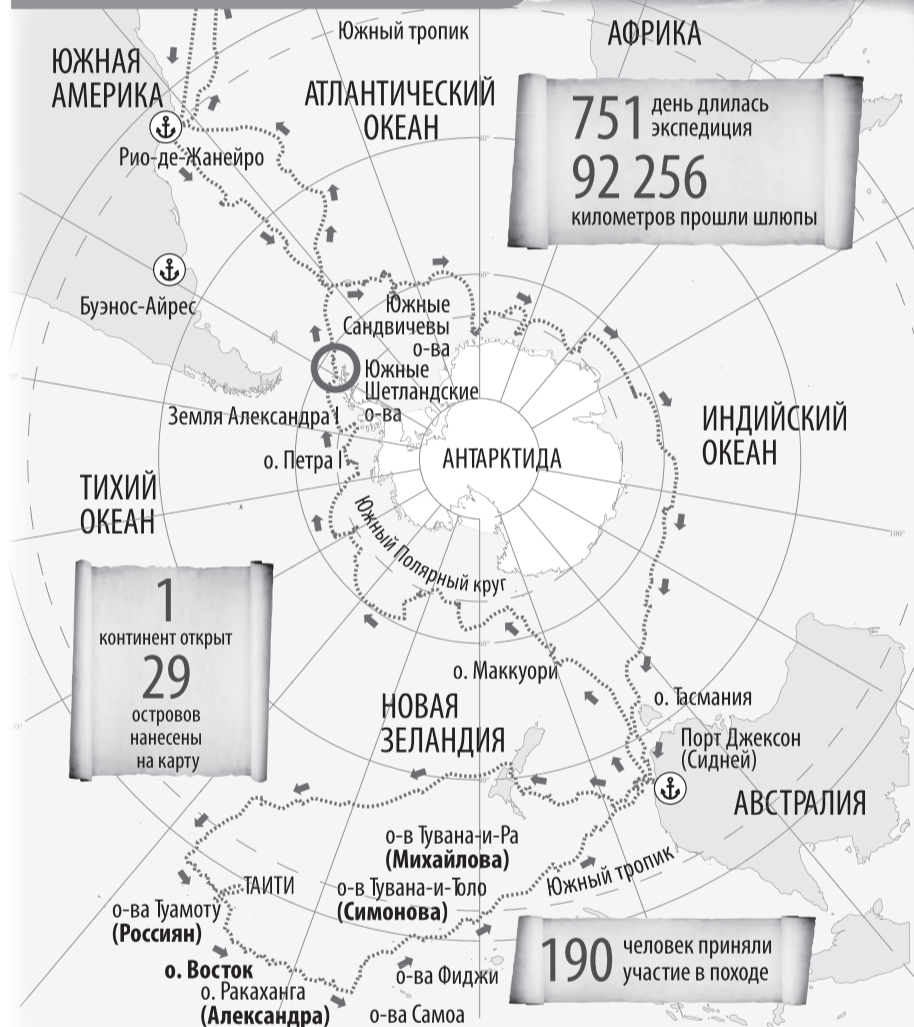 Южный тропик
АФРИКА
ЮЖНАЯ
АМЕРИКА
АТЛАНТИЧЕСКИЙ
ОКЕАН
751 день длилась
экспедиция
92 256
километров прошли шлюпы
Рио-де-Жанейро
60°
Буэнос-Айрес
Южные
Сандвичевы
о-ва
Южные
Шетландские
о-ва
Земля Александра I
о. Петра I
АНТАРКТИДА
ИНДИЙСКИЙ
ОКЕАН
ТИХИЙ
ОКЕАН
100°
Южный Полярный круг
1
континент открыт
29
островов
нанесены
на карту
60°
о. Маккуори
о. Тасмания
НОВАЯ
ЗЕЛАНДИЯ
Порт Джексон
(Сидней)
АВСТРАЛИЯ
о-в Тувана-и-Ра
(Михайлова)
Южный тропик
ТАИТИ
о-в Тувана-и-Толо
(Симонова)
о-ва Туамоту
(Россиян)
190 человек приняли
участие в походе
о. Восток
о. Ракаханга
(Александра)
о-ва Фиджи
о-ва Самоа